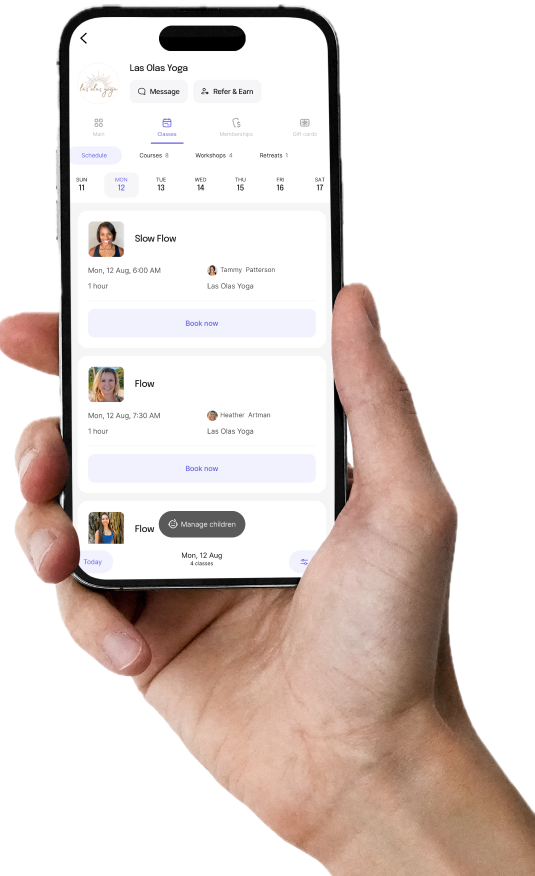 las olas yoga
Las Olas Yoga
Message
Refer & Earn
Main
Classes
Memberships
Gift cards
Schedule
Courses 8
Workshops 4
Retreats 1
SUN MON TUE WED THU FRI SAT
11 12 13 14 15 16 17
Slow Flow
Mon, 12 Aug, 6:00 AM
Tammy Patterson
1 hour
Las Olas Yoga
Book now
Flow
Mon, 12 Aug, 7:30 AM
Heather Artman
1 hour
Las Olas Yoga
Book now
Flow
Manage children
Today
Mon, 12 Aug
4 classes